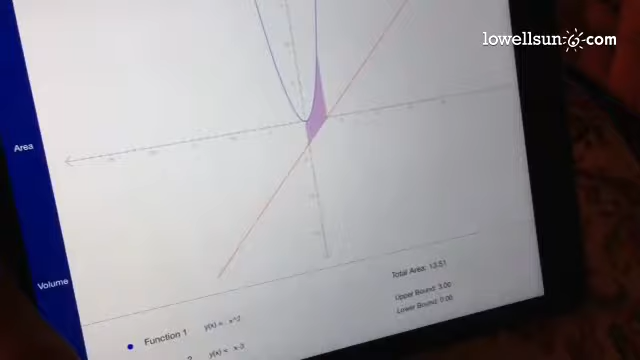 lowellsun.com
Area
Volume
Total Area: 13.51
Upper Bound: 3.00
Lower Bound: 0.00
Function 1 y(x) = x^2
y(x) = x-3